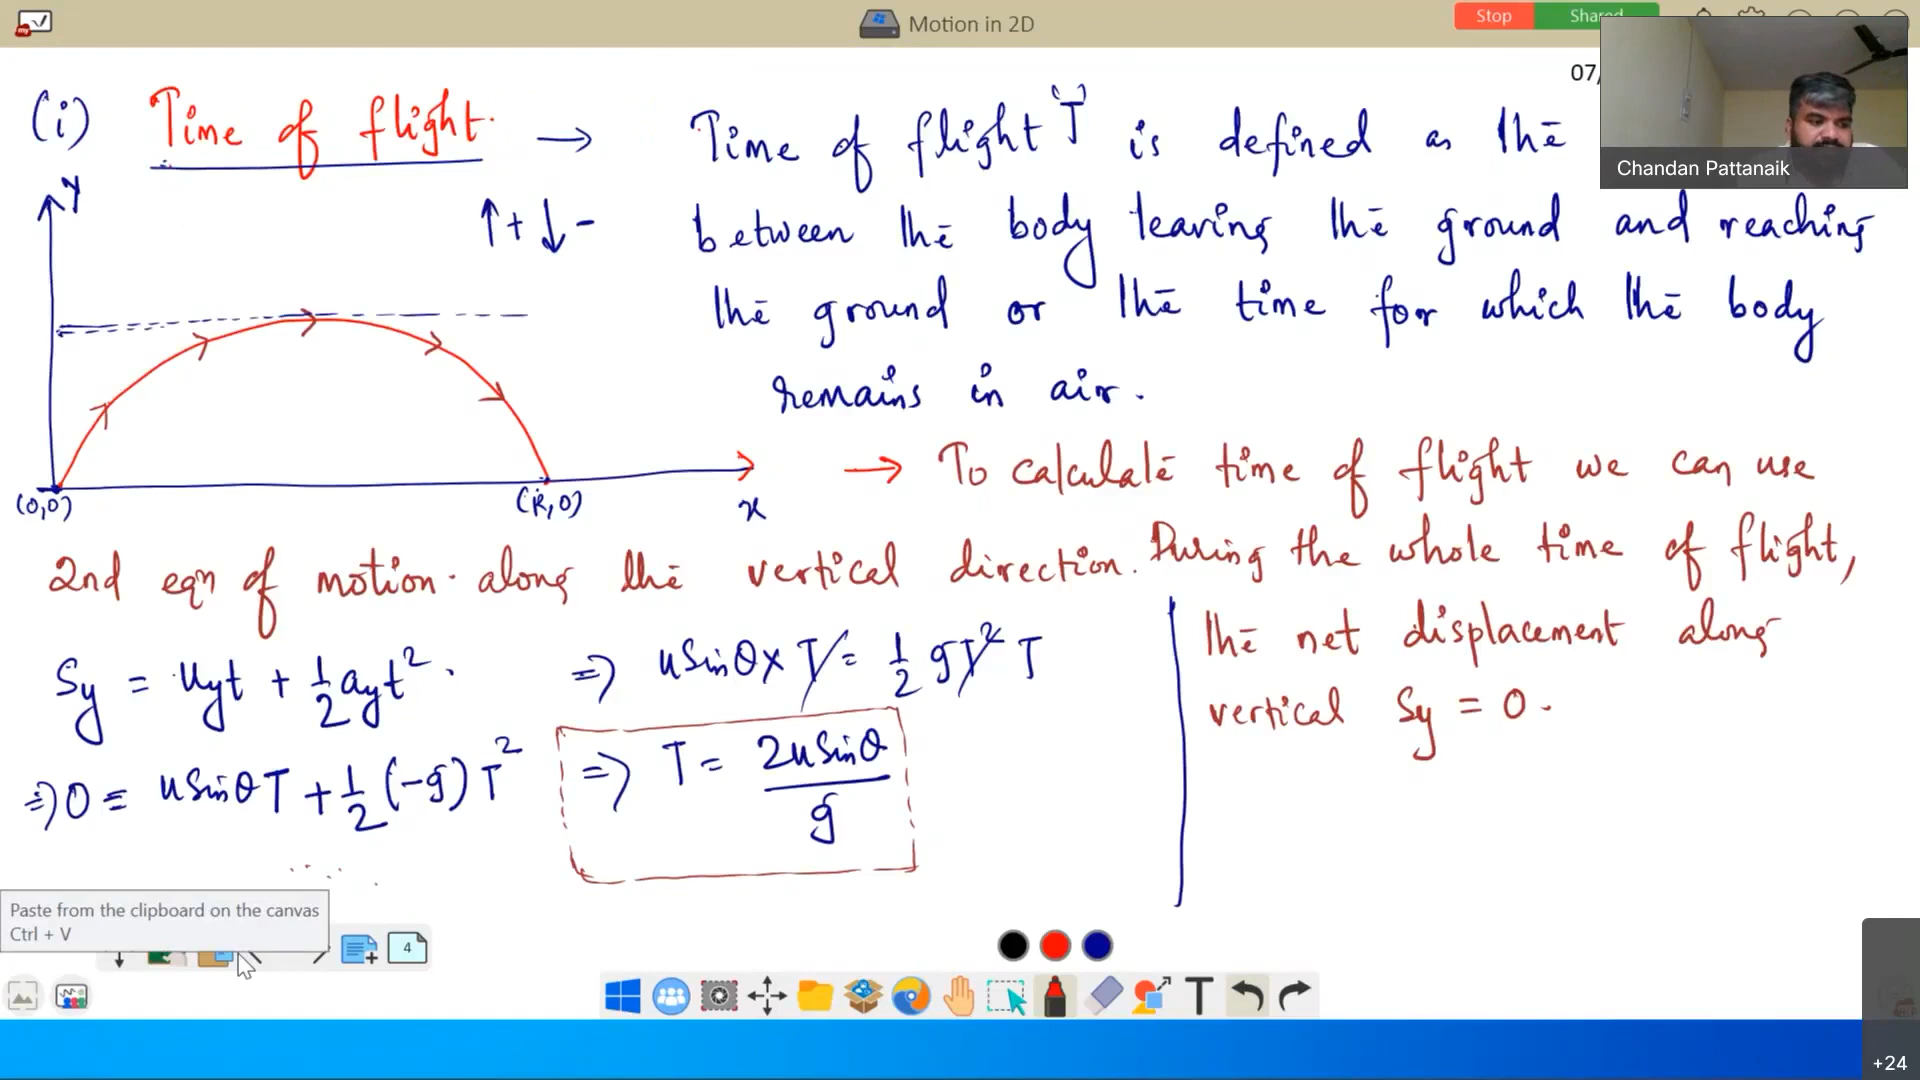 Motion in 2D
Stop
Shared
07/
Chandan Pattanaik
(i) Time of flight. → Time of flight 'T' is defined as the
between the body leaving the ground and reaching
the ground or the time for which the body
remains in air.
Y
↑+ ↓-
(0,0)
(R,0)
x
→ To calculate time of flight we can use
2nd eqn of motion. along the vertical direction. During the whole time of flight,
the net displacement along
vertical Sy = 0.
Sy = uyt + 1/2 ayt².
⇒ 0 = u sinθ T + 1/2 (-g) T²
⇒ u sinθ x T = 1/2 gT² T
⇒ T = 2u sinθ / g
Paste from the clipboard on the canvas
Ctrl + V
4
T
+24